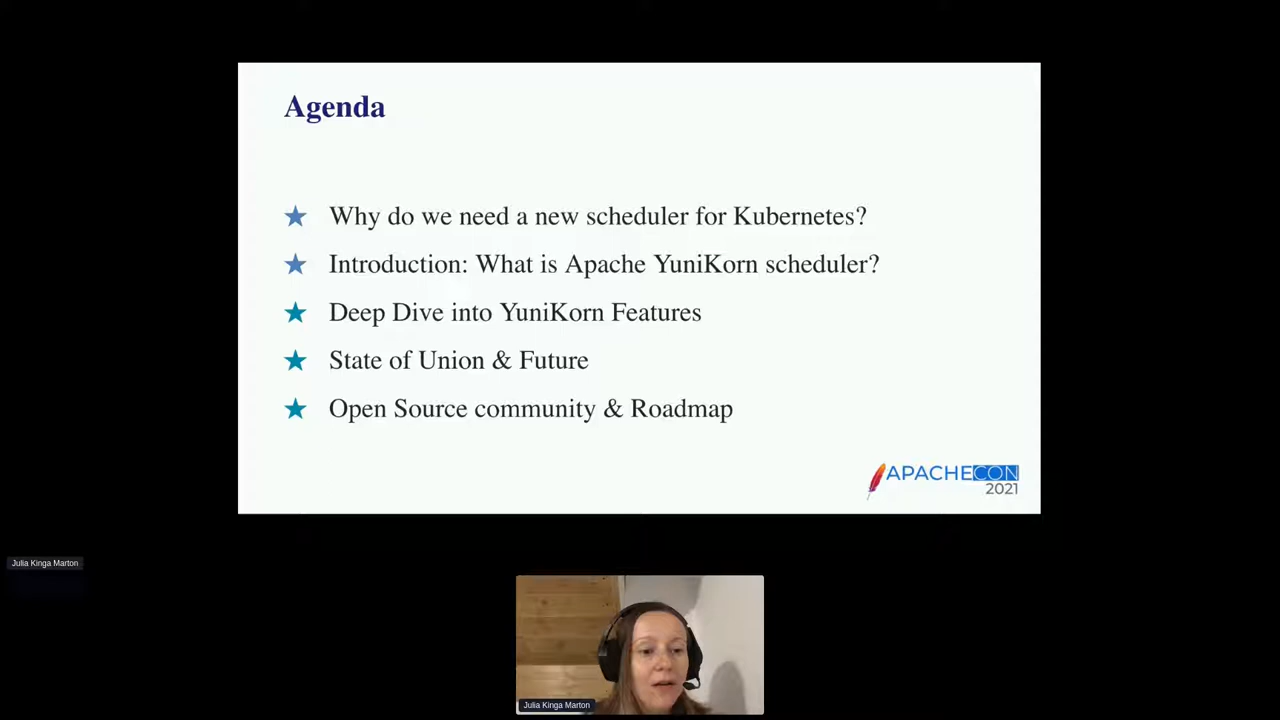 Agenda
Why do we need a new scheduler for Kubernetes?
Introduction: What is Apache YuniKorn scheduler?
Deep Dive into YuniKorn Features
State of Union & Future
Open Source community & Roadmap
APACHECON
2021
Julia Kinga Marton
Julia Kinga Marton